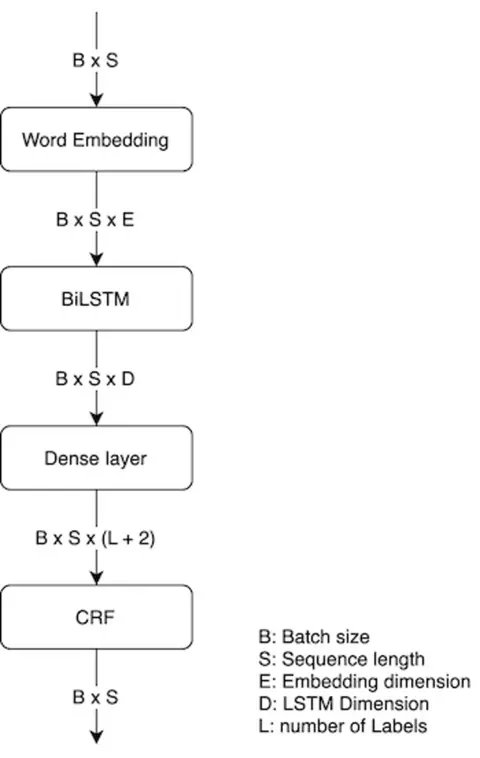 B x S
Word Embedding
B x S x E
BiLSTM
B x S x D
Dense layer
B x S x (L + 2)
CRF
B x S
B: Batch size
S: Sequence length
E: Embedding dimension
D: LSTM Dimension
L: number of Labels